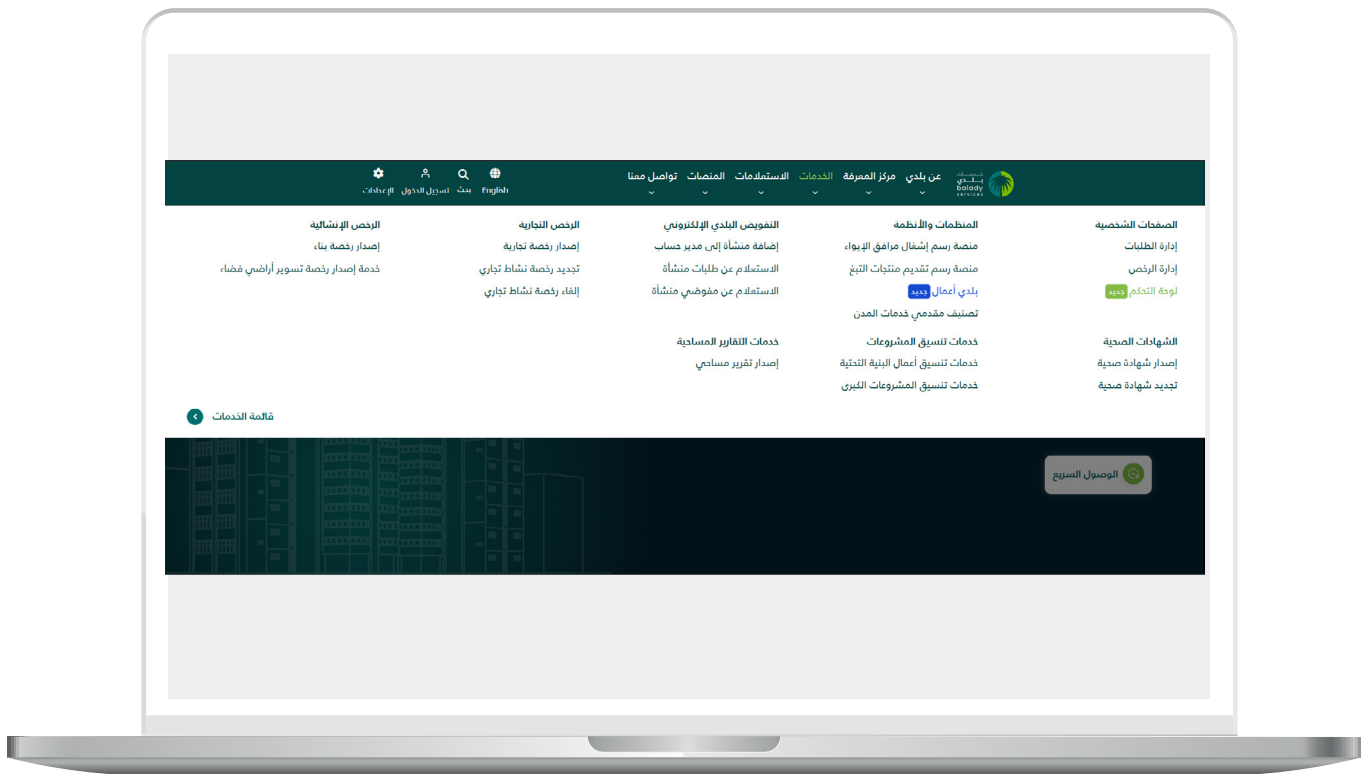 خدمات
بلدي
balady
services
عن بلدي
مركز المعرفة
الخدمات
الاستعلامات
المنصات
تواصل معنا
English
بحث
تسجيل الدخول
الإعدادات
الصفحات الشخصية
إدارة الطلبات
إدارة الرخص
لوحة التحكم جديد
المنظمات والأنظمة
منصة رسم إشغال مرافق الإيواء
منصة رسم تقديم منتجات التبغ
بلدي أعمال جديد
تصنيف مقدمي خدمات المدن
التفويض البلدي الإلكتروني
إضافة منشأة إلى مدير حساب
الاستعلام عن طلبات منشأة
الاستعلام عن مفوضي منشأة
الرخص التجارية
إصدار رخصة تجارية
تجديد رخصة نشاط تجاري
إلغاء رخصة نشاط تجاري
الرخص الإنشائية
إصدار رخصة بناء
خدمة إصدار رخصة تسوير أراضي فضاء
الشهادات الصحية
إصدار شهادة صحية
تجديد شهادة صحية
خدمات تنسيق المشروعات
خدمات تنسيق أعمال البنية التحتية
خدمات تنسيق المشروعات الكبرى
خدمات التقارير المساحية
إصدار تقرير مساحي
قائمة الخدمات
الوصول السريع